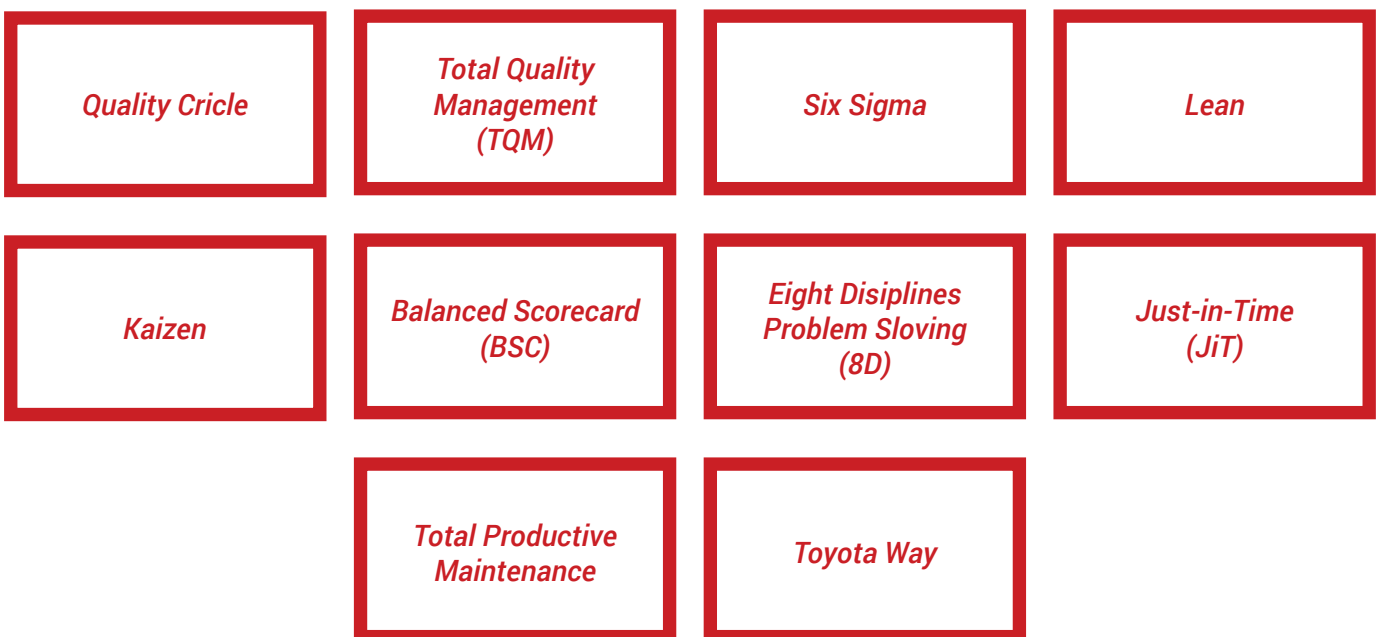 Quality Cricle
Total Quality
Management
(TQM)
Six Sigma
Lean
Kaizen
Balanced Scorecard
(BSC)
Eight Disiplines
Problem Sloving
(8D)
Just-in-Time
(JiT)
Total Productive
Maintenance
Toyota Way